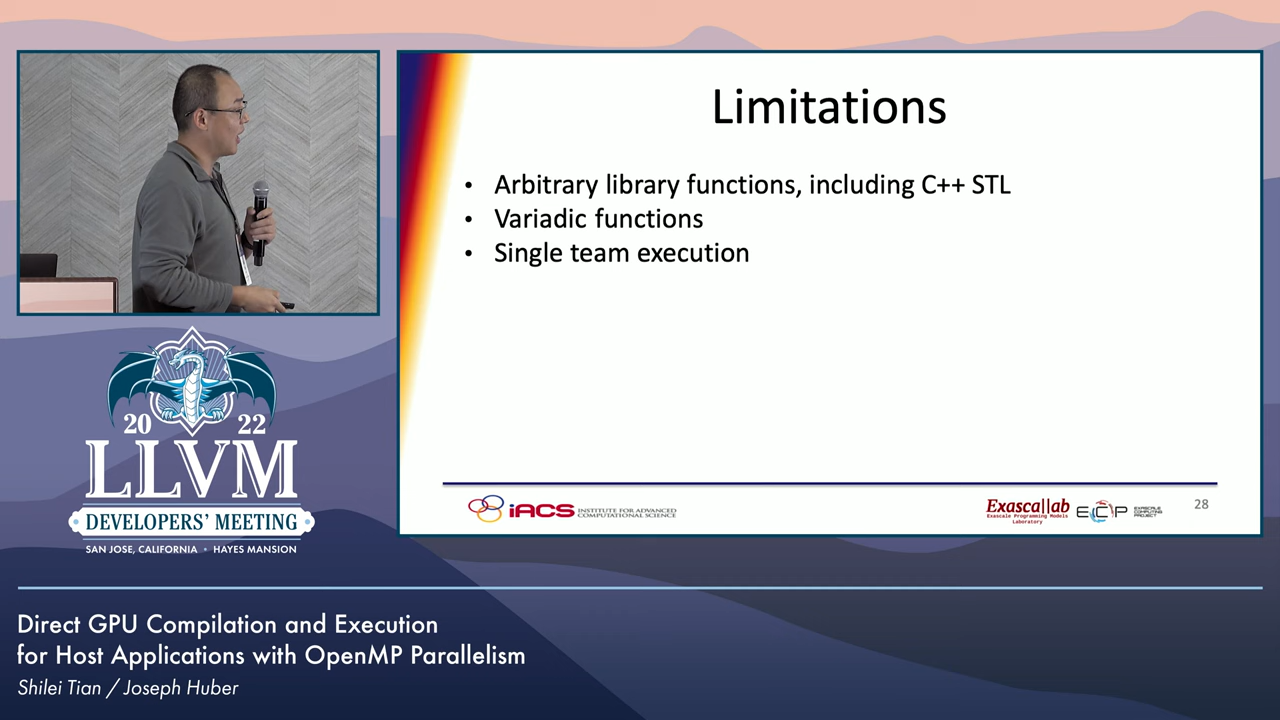 Limitations
• Arbitrary library functions, including C++ STL
• Variadic functions
• Single team execution
iACS INSTITUTE FOR ADVANCED
COMPUTATIONAL SCIENCE
Exascallab
Exascale Programming Models
Laboratory
ECP EXASCALE
COMPUTING
PROJECT
28
20 22
LLVM
DEVELOPERS' MEETING
SAN JOSE, CALIFORNIA • HAYES MANSION
Direct GPU Compilation and Execution
for Host Applications with OpenMP Parallelism
Shilei Tian / Joseph Huber